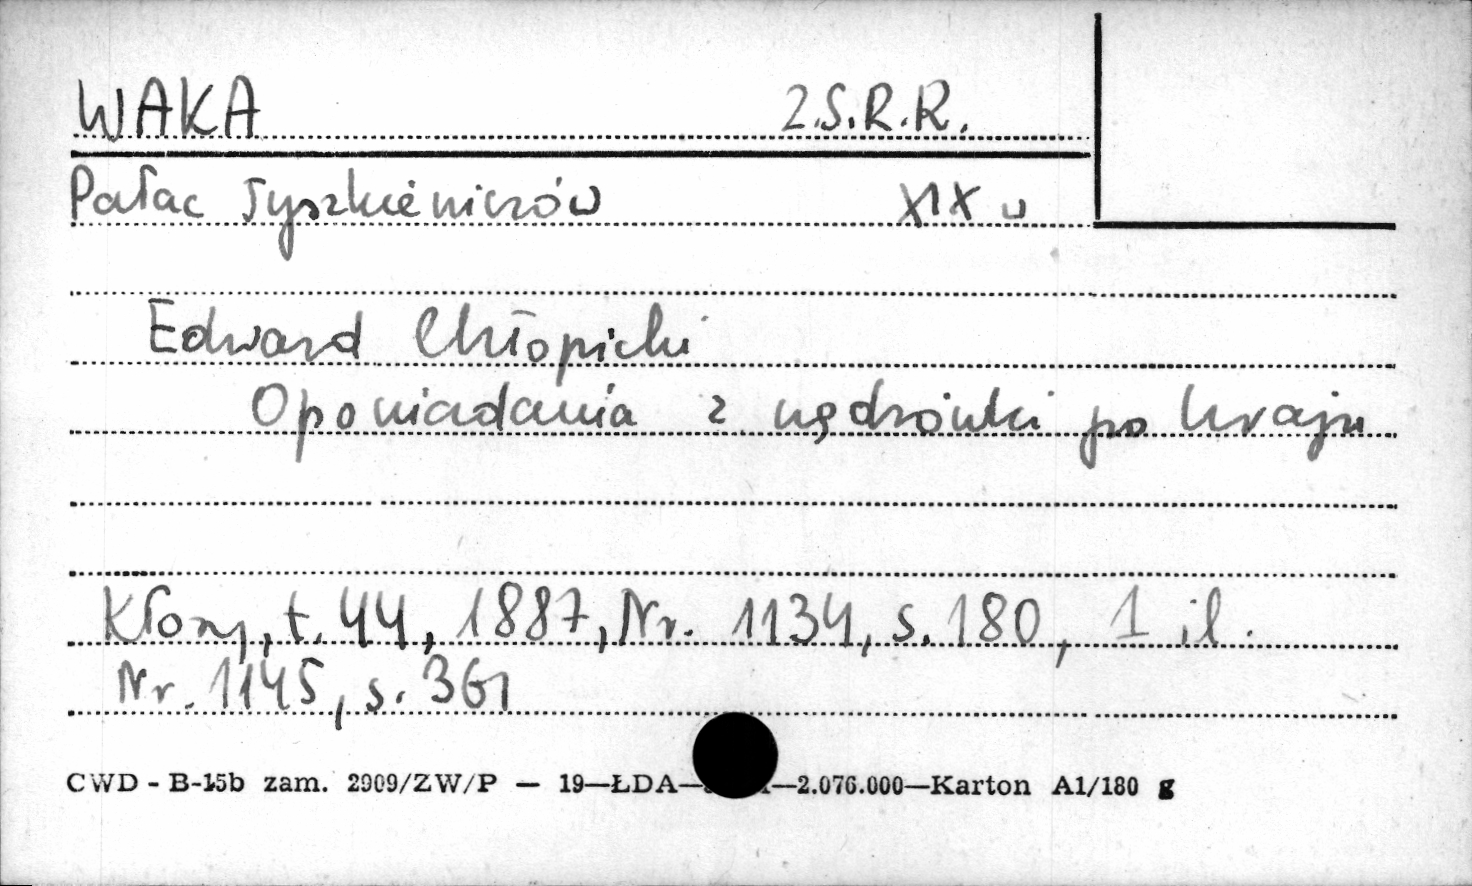 WAKA Z.S.R.R.
Pałac Tyszkiewiczów XIX w
Edward Chłopicki
Opowiadania z wędrówki po kraju
Kłosy, t. 44, 1887, Nr. 1134, s. 180, 1 il.
Nr. 1145, s. 361
CWD - B-15b zam. 2909/ZW/P — 19—ŁDA— —2.076.000—Karton A1/180 g